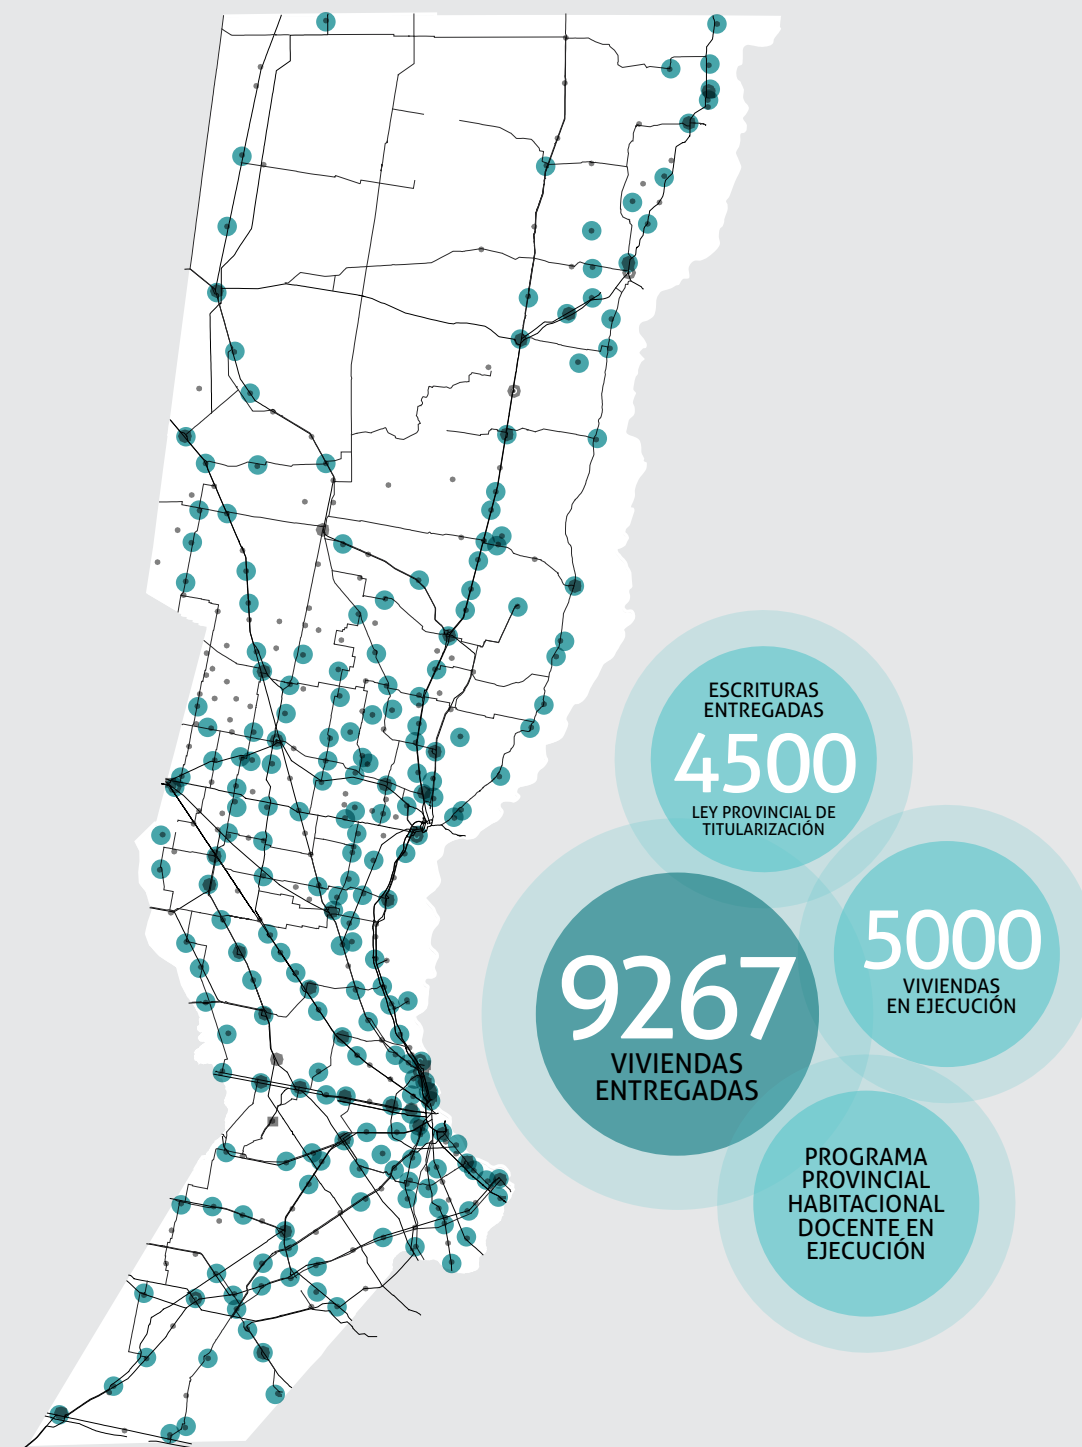 ESCRITURAS
ENTREGADAS
4500
LEY PROVINCIAL DE
TITULARIZACIÓN
5000
VIVIENDAS
EN EJECUCIÓN
9267
VIVIENDAS
ENTREGADAS
PROGRAMA
PROVINCIAL
HABITACIONAL
DOCENTE EN
EJECUCIÓN